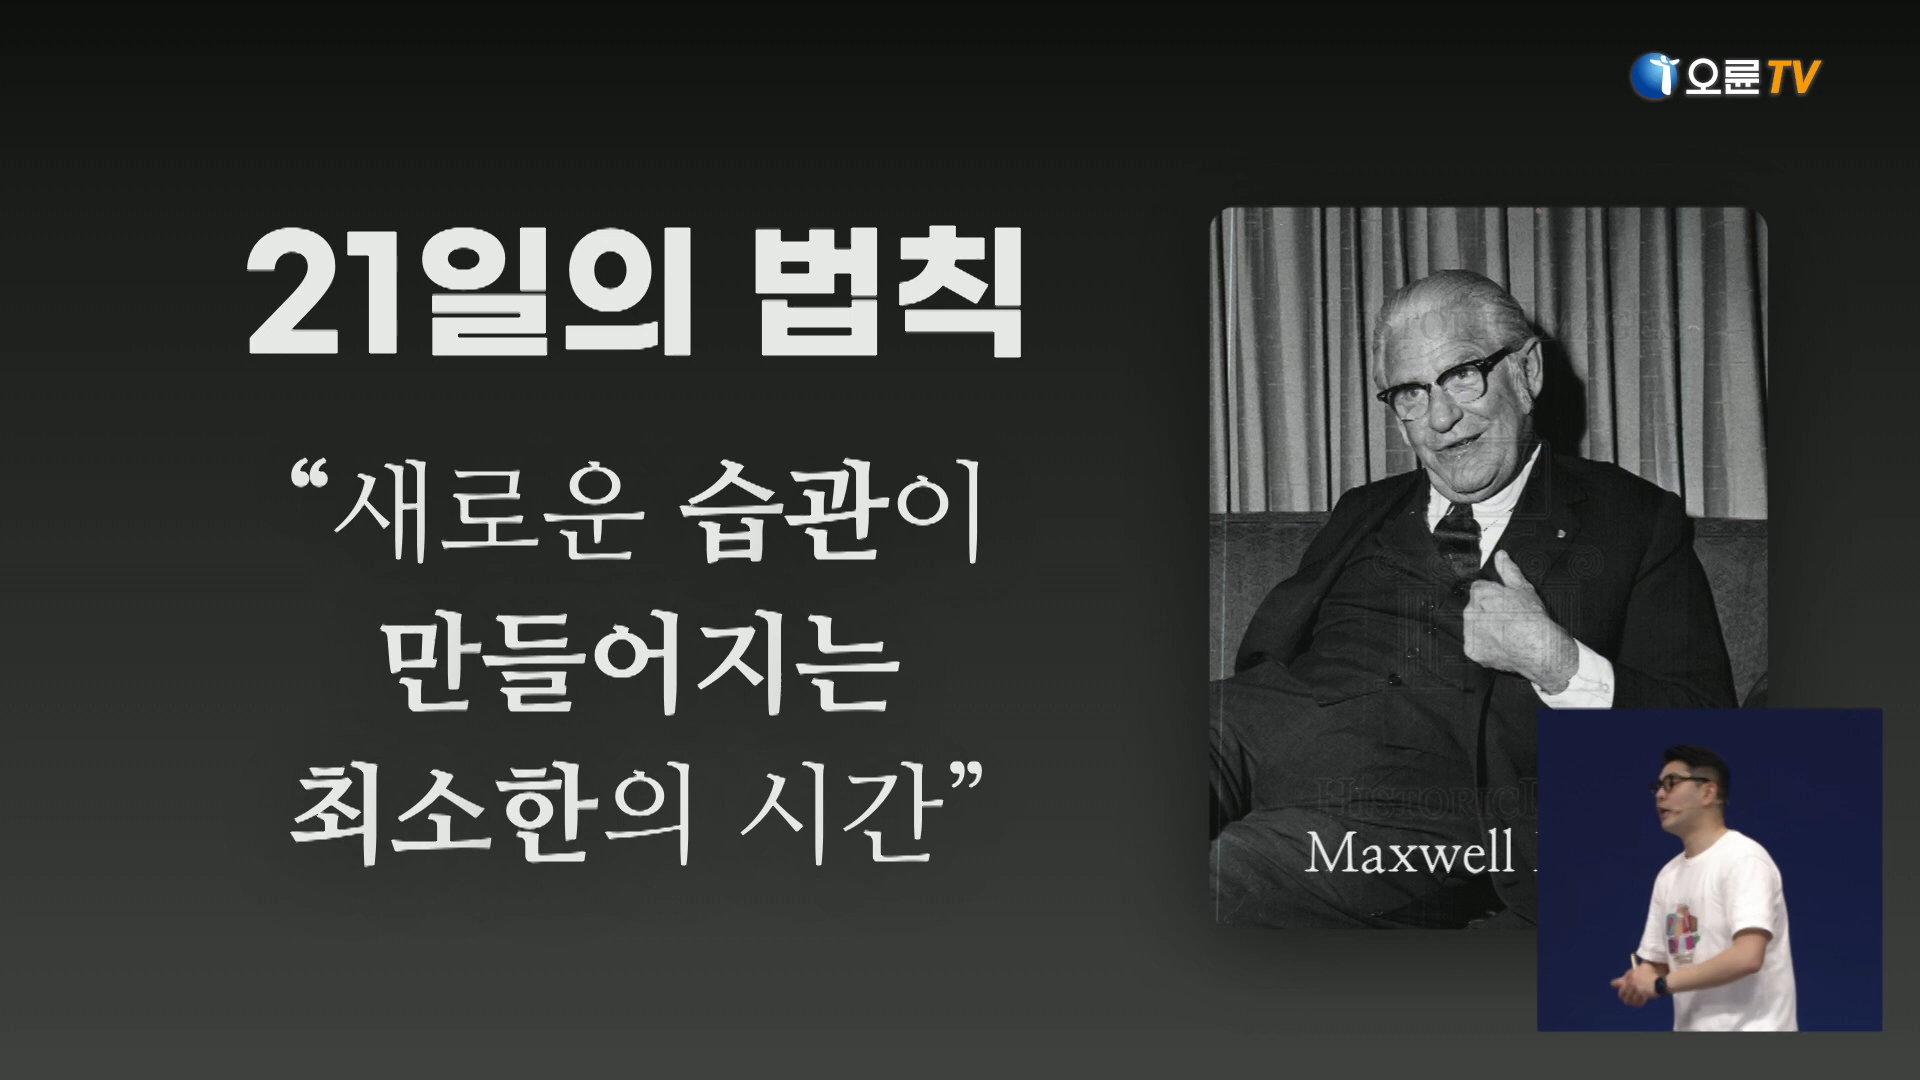 오륜TV
21일의 법칙
“새로운 습관이
만들어지는
최소한의 시간”
HISTORIC
Maxwell